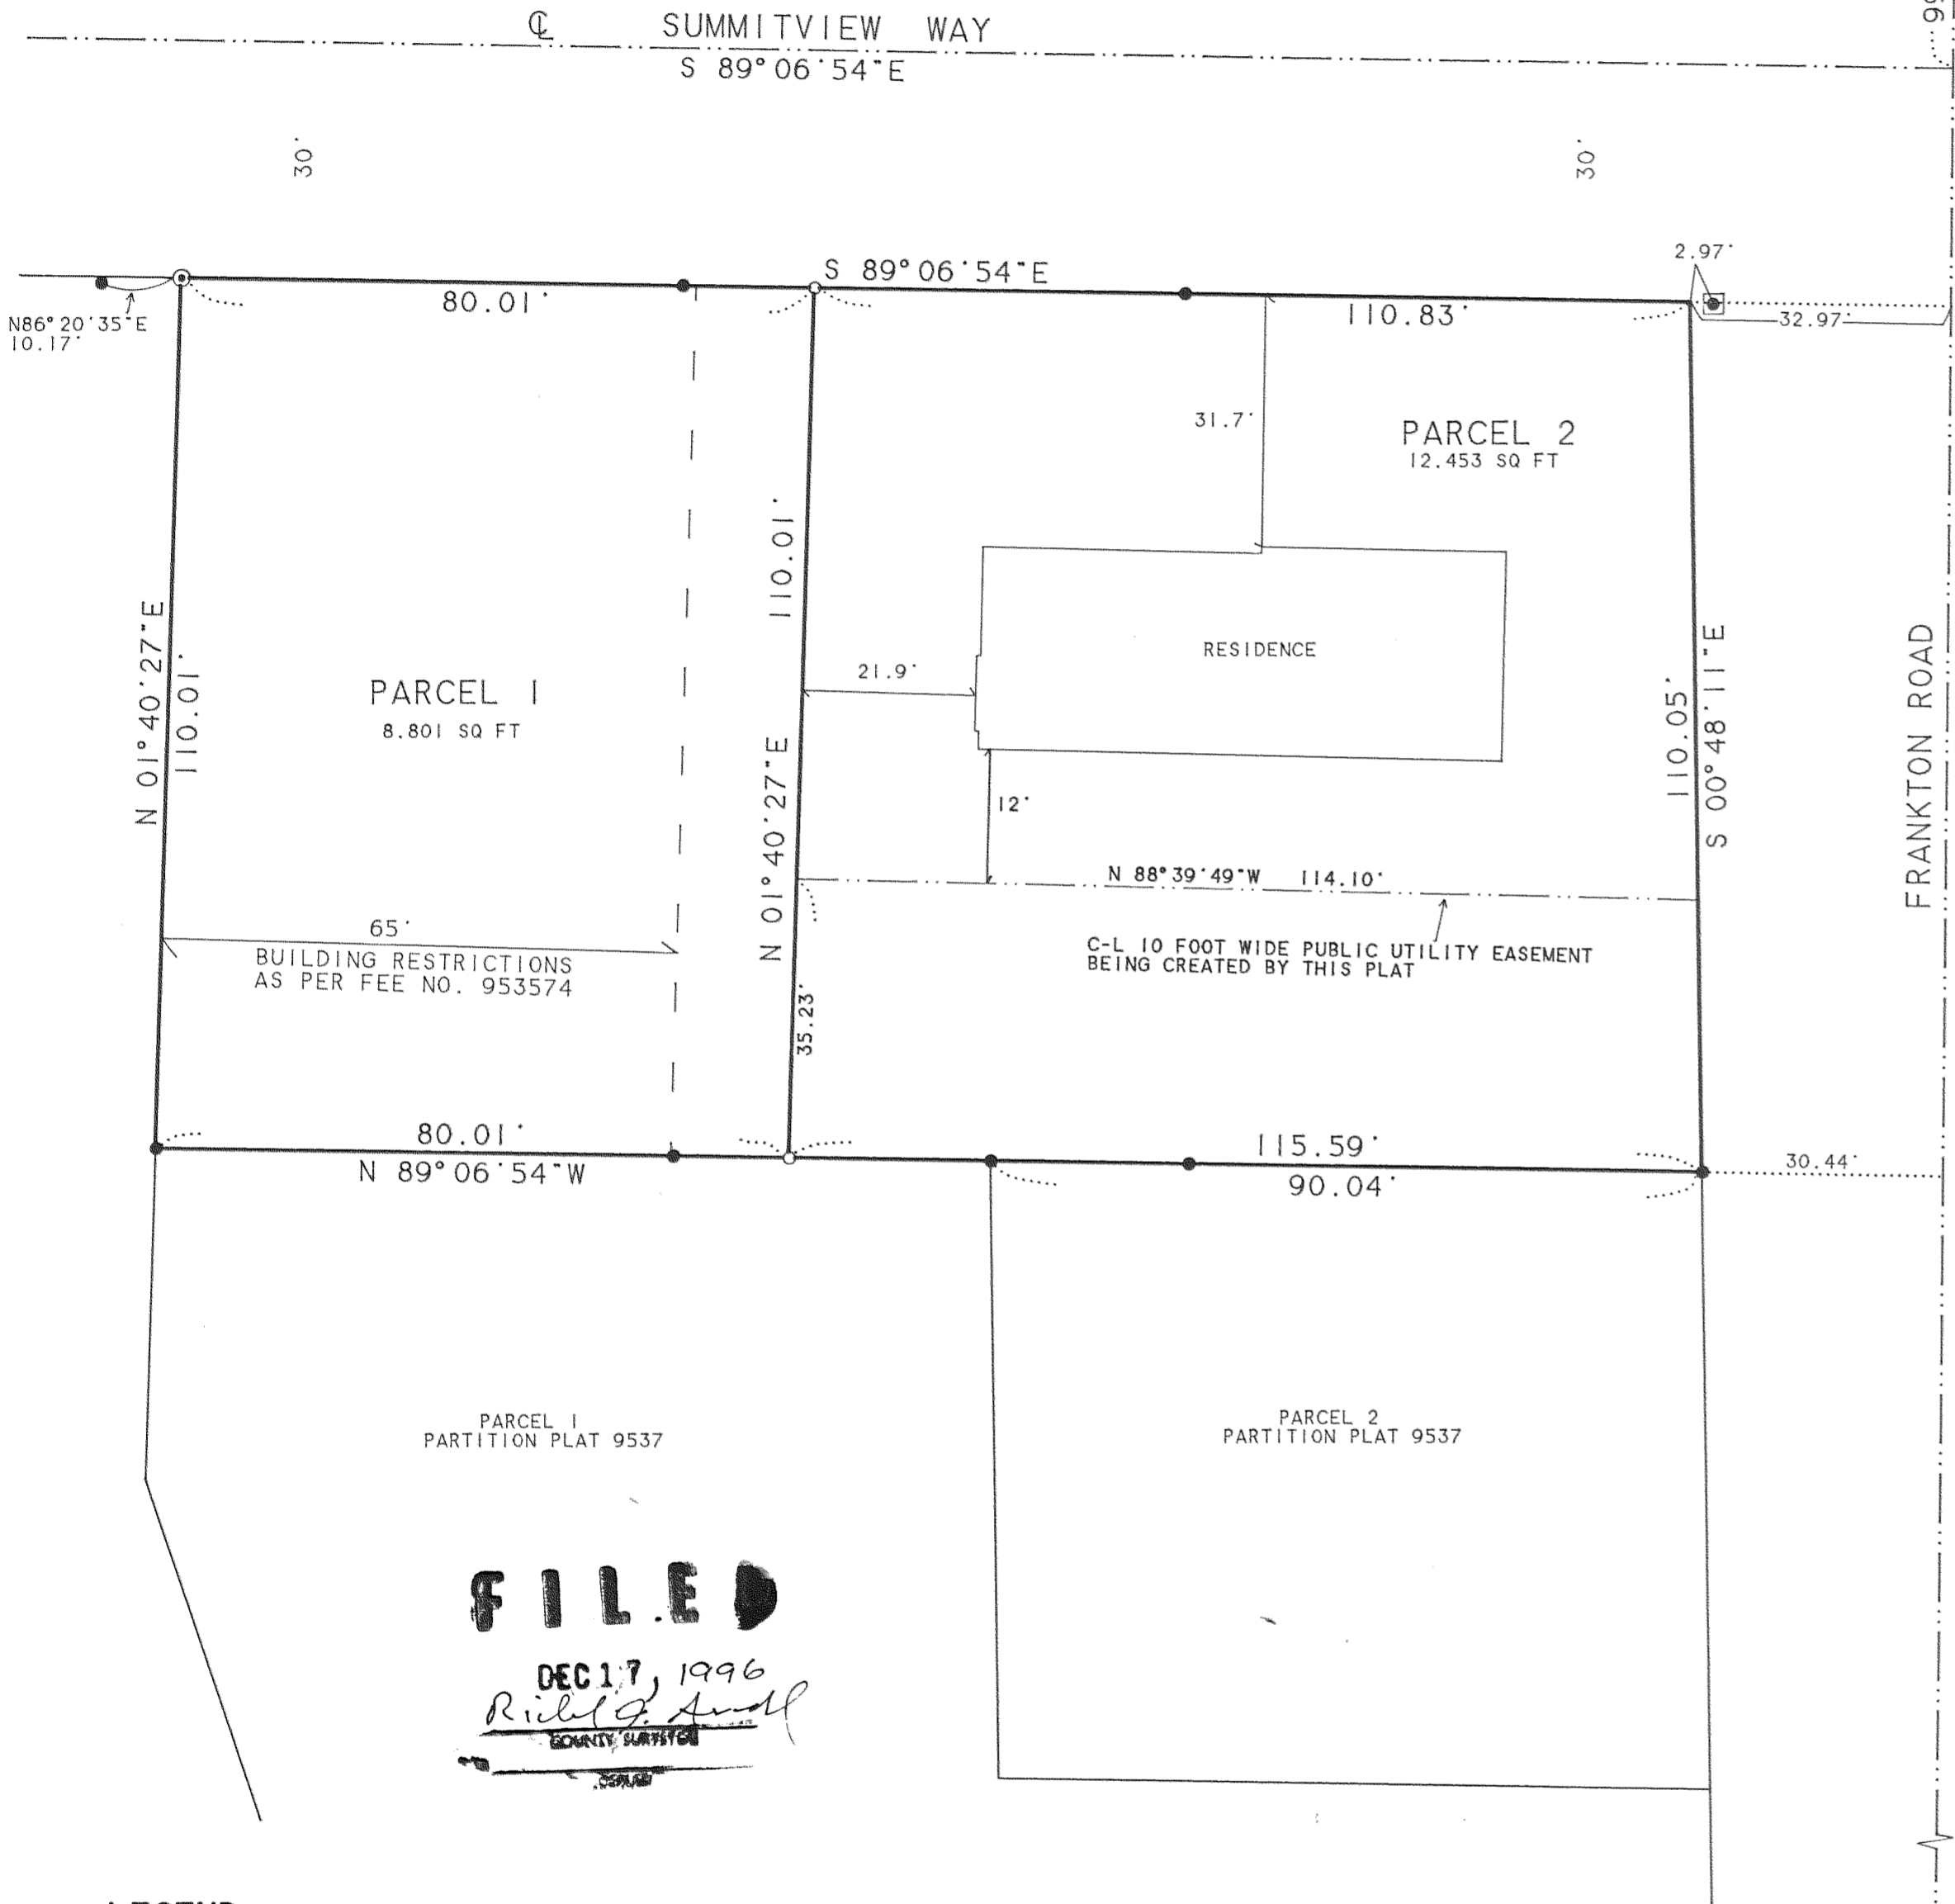 ℄ SUMMITVIEW WAY
S 89°06'54"E
30'
30'
2.97'
S 89°06'54"E
80.01'
110.83'
32.97'
N86°20'35"E
10.17'
31.7'
PARCEL 2
12.453 SQ FT
110.01'
N 01°40'27"E
110.01'
PARCEL 1
8.801 SQ FT
21.9'
RESIDENCE
110.05'
S 00°48'11"E
FRANKTON ROAD
N 01°40'27"E
12'
N 88°39'49"W 114.10'
65'
BUILDING RESTRICTIONS
AS PER FEE NO. 953574
C-L 10 FOOT WIDE PUBLIC UTILITY EASEMENT
BEING CREATED BY THIS PLAT
35.23'
80.01'
N 89°06'54"W
115.59'
90.04'
30.44'
PARCEL 1
PARTITION PLAT 9537
PARCEL 2
PARTITION PLAT 9537
FILED
DEC 17, 1996
COUNTY SURVEYOR